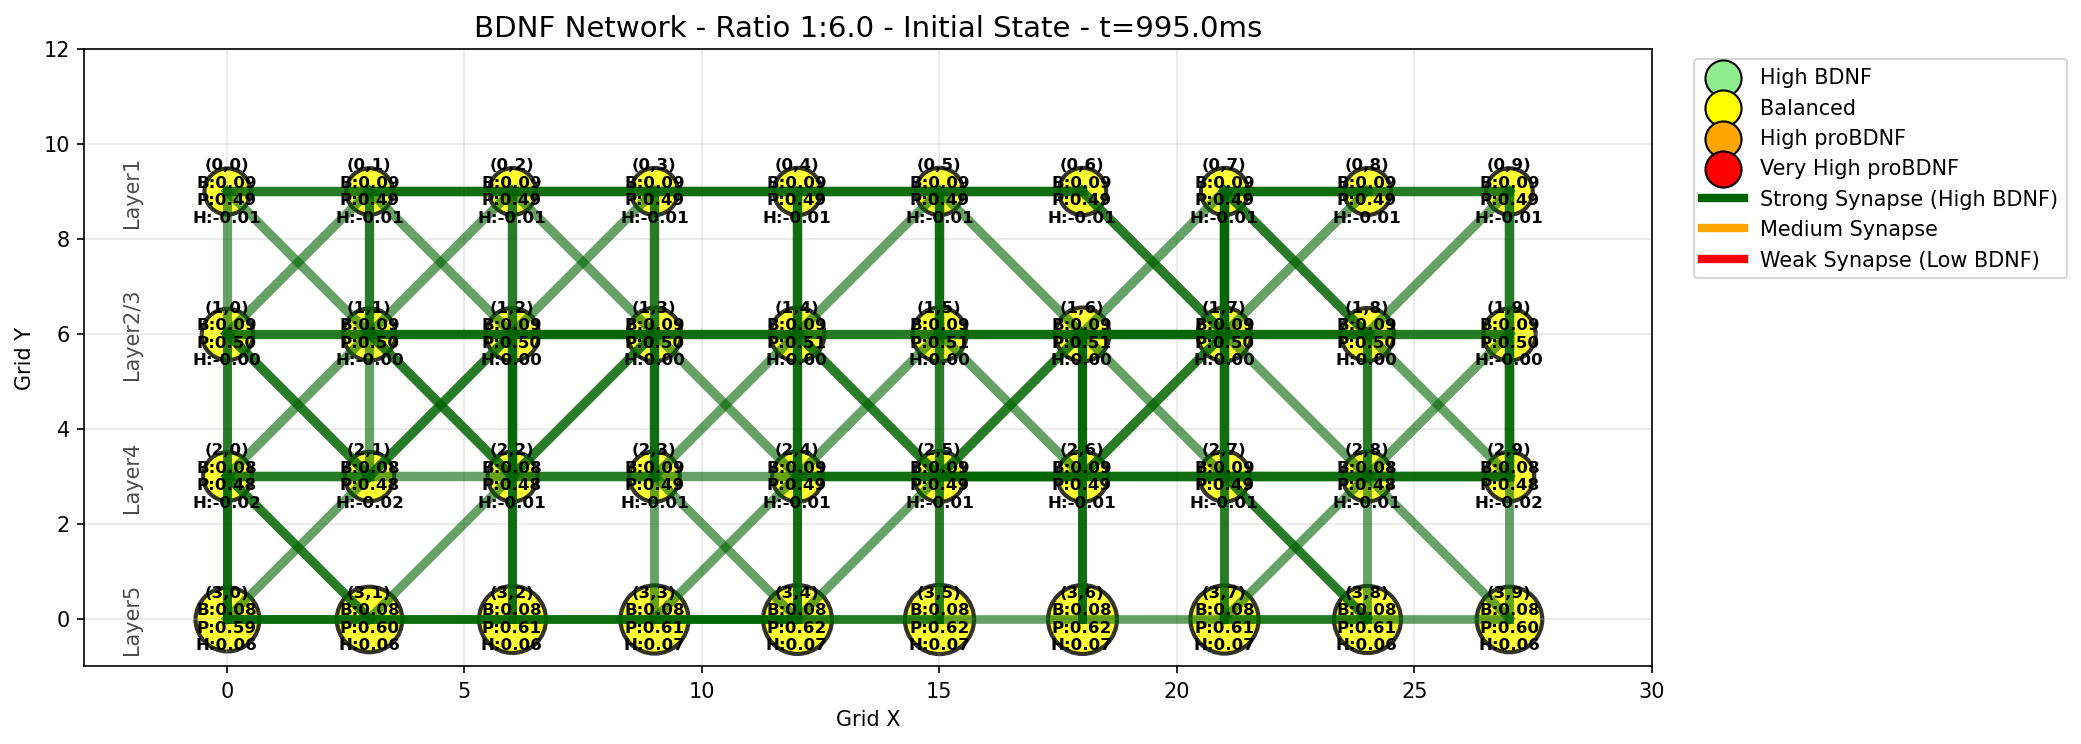 BDNF Network - Ratio 1:6.0 - Initial State - t=995.0ms
Grid Y
12
10
8
6
4
2
0
Layer1
(0,0) (0,1) (0,2) (0,3) (0,4) (0,5) (0,6) (0,7) (0,8) (0,9)
B:0.09 B:0.09 B:0.09 B:0.09 B:0.09 B:0.09 B:0.09 B:0.09 B:0.09 B:0.09
P:0.49 P:0.49 P:0.49 P:0.49 P:0.49 P:0.49 P:0.49 P:0.49 P:0.49 P:0.49
H:-0.01 H:-0.01 H:-0.01 H:-0.01 H:-0.01 H:-0.01 H:-0.01 H:-0.01 H:-0.01 H:-0.01
Layer2/3
(1,0) (1,1) (1,2) (1,3) (1,4) (1,5) (1,6) (1,7) (1,8) (1,9)
B:0.09 B:0.09 B:0.09 B:0.09 B:0.09 B:0.09 B:0.09 B:0.09 B:0.09 B:0.09
P:0.50 P:0.50 P:0.50 P:0.50 P:0.51 P:0.51 P:0.51 P:0.50 P:0.50 P:0.50
H:-0.00 H:-0.00 H:0.00 H:0.00 H:0.00 H:0.00 H:0.00 H:0.00 H:0.00 H:-0.00
Layer4
(2,0) (2,1) (2,2) (2,3) (2,4) (2,5) (2,6) (2,7) (2,8) (2,9)
B:0.08 B:0.08 B:0.08 B:0.09 B:0.09 B:0.09 B:0.09 B:0.09 B:0.08 B:0.08
P:0.48 P:0.48 P:0.48 P:0.49 P:0.49 P:0.49 P:0.49 P:0.49 P:0.48 P:0.48
H:-0.02 H:-0.02 H:-0.01 H:-0.01 H:-0.01 H:-0.01 H:-0.01 H:-0.01 H:-0.01 H:-0.02
Layer5
(3,0) (3,1) (3,2) (3,3) (3,4) (3,5) (3,6) (3,7) (3,8) (3,9)
B:0.08 B:0.08 B:0.08 B:0.08 B:0.08 B:0.08 B:0.08 B:0.08 B:0.08 B:0.08
P:0.59 P:0.60 P:0.61 P:0.61 P:0.62 P:0.62 P:0.62 P:0.61 P:0.61 P:0.60
H:0.06 H:0.06 H:0.06 H:0.07 H:0.07 H:0.07 H:0.07 H:0.07 H:0.06 H:0.06
0 5 10 15 20 25 30
Grid X
High BDNF
Balanced
High proBDNF
Very High proBDNF
Strong Synapse (High BDNF)
Medium Synapse
Weak Synapse (Low BDNF)